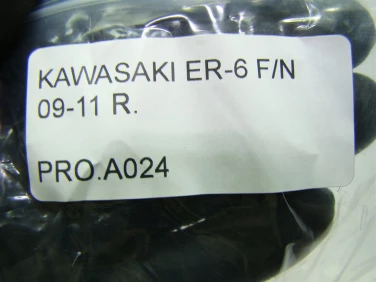 KAWASAKI ER-6 F/N
09-11 R.
PRO.A024